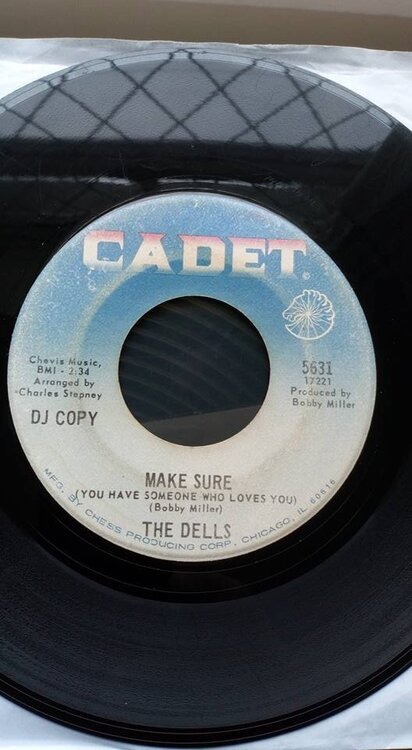 CADET
Chevis Music,
BMI - 2:34
Arranged by
Charles Stepney
DJ COPY
5631
17221
Produced by
Bobby Miller
MAKE SURE
(YOU HAVE SOMEONE WHO LOVES YOU)
(Bobby Miller)
THE DELLS
MFG. BY CHESS PRODUCING CORP., CHICAGO, IL 60616